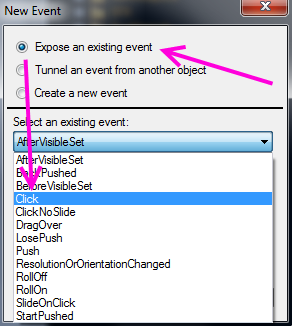 New Event
Expose an existing event
Tunnel an event from another object
Create a new event
Select an existing event:
AfterVisibleSet
AfterVisibleSet
BackPushed
BeforeVisibleSet
Click
ClickNoSlide
DragOver
LosePush
Push
ResolutionOrOrientationChanged
RollOff
RollOn
SlideOnClick
StartPushed